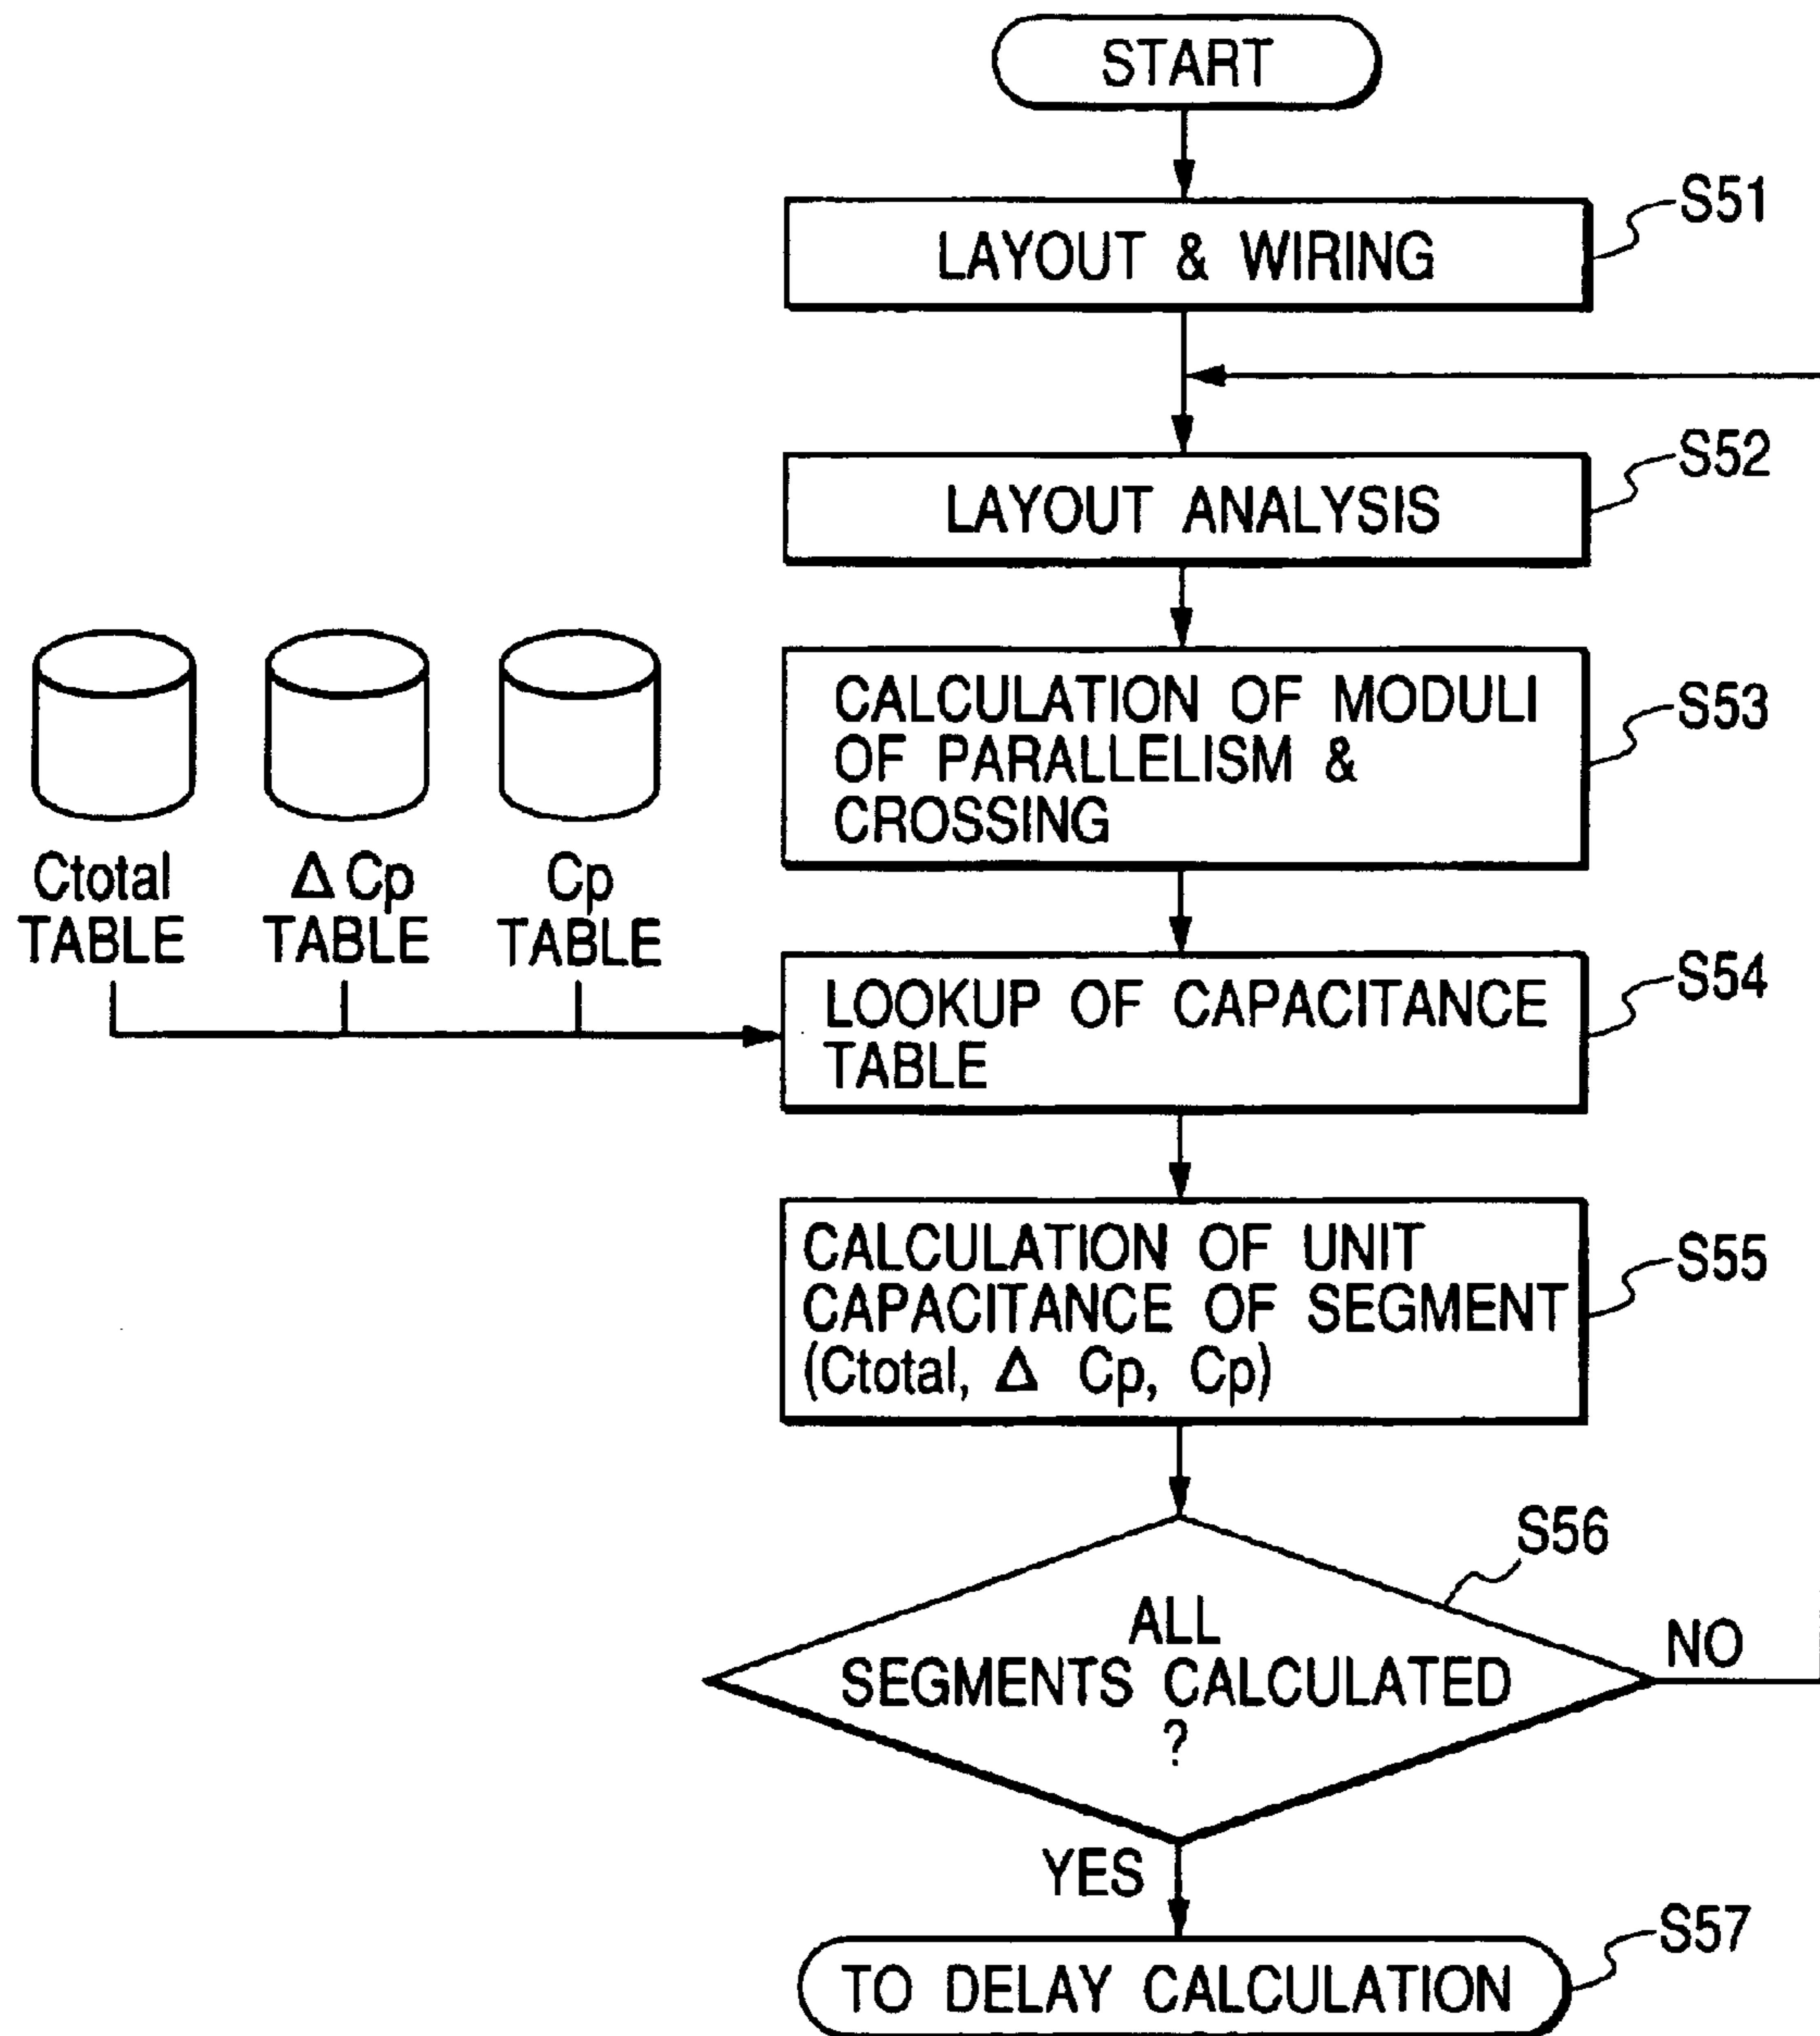 START
S51
LAYOUT & WIRING
S52
LAYOUT ANALYSIS
S53
CALCULATION OF MODULI
OF PARALLELISM &
CROSSING
Ctotal
TABLE
Δ Cp
TABLE
Cp
TABLE
S54
LOOKUP OF CAPACITANCE
TABLE
S55
CALCULATION OF UNIT
CAPACITANCE OF SEGMENT
(Ctotal, Δ Cp, Cp)
S56
ALL
SEGMENTS CALCULATED
?
NO
YES
S57
TO DELAY CALCULATION